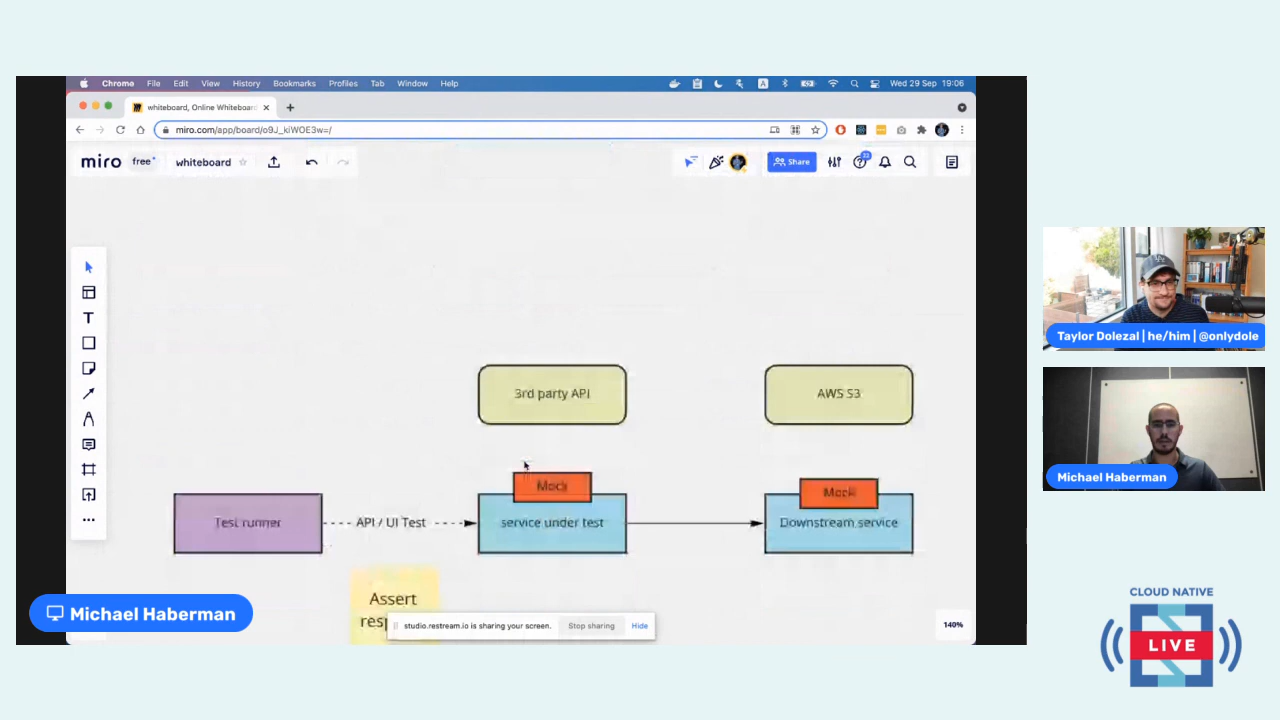 Chrome File Edit View History Bookmarks Profiles Tab Window Help A Wed 29 Sep 19:06
whiteboard, Online Whiteboard
miro.com/app/board/o9J_kiWOE3w=/
miro free whiteboard Share
T
3rd party API
AWS S3
Mock
Mock
Test runner
API / UI Test
service under test
Downstream service
Assert
studio.restream.io is sharing your screen. Stop sharing Hide
140%
Michael Haberman
LA
Taylor Dolezal | he/him | @onlydole
Michael Haberman
CLOUD NATIVE
LIVE